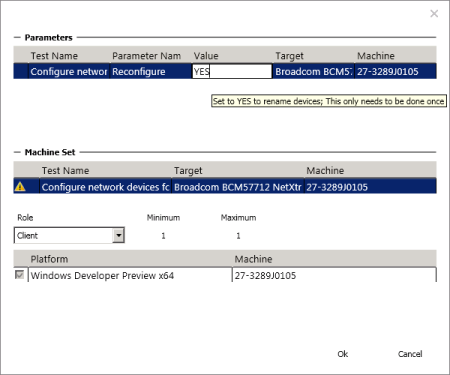 Parameters
Test Name Parameter Nam Value Target Machine
Configure networ Reconfigure YES Broadcom BCM57 27-3289J0105
Set to YES to rename devices; This only needs to be done once
Machine Set
Test Name Target Machine
Configure network devices fc Broadcom BCM57712 NetXtr 27-3289J0105
Role Minimum Maximum
Client 1 1
Platform Machine
Windows Developer Preview x64 27-3289J0105
Ok Cancel